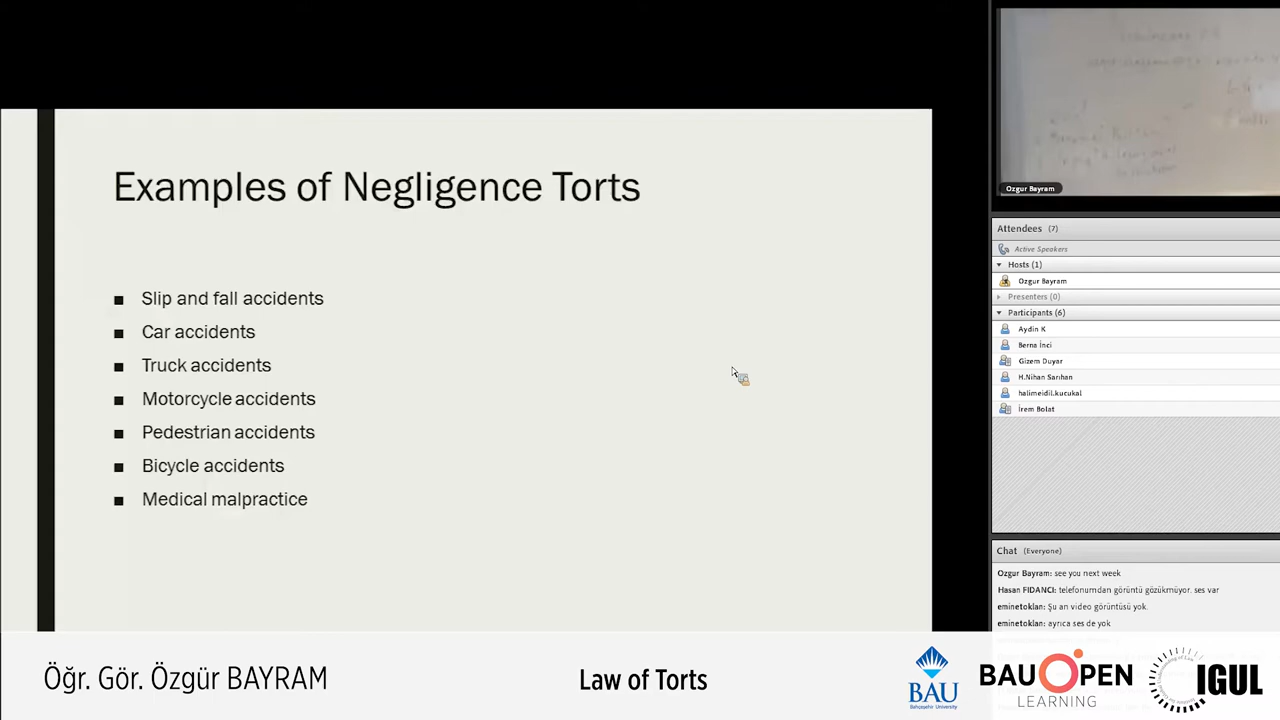 Examples of Negligence Torts
■ Slip and fall accidents
■ Car accidents
■ Truck accidents
■ Motorcycle accidents
■ Pedestrian accidents
■ Bicycle accidents
■ Medical malpractice
Ozgur Bayram
Attendees (7)
Active Speakers
Hosts (1)
Ozgur Bayram
Presenters (0)
Participants (6)
Aydin K
Berna İnci
Gizem Duyar
H.Nihan Sarıhan
halimeidil.kucukal
İrem Bolat
Chat (Everyone)
Ozgur Bayram: see you next week
Hasan FIDANCI: telefonumdan görüntü gözükmüyor. ses var
eminetoklan: Şu an video görüntüsü yok.
eminetoklan: ayrıca ses de yok
Öğr. Gör. Özgür BAYRAM
Law of Torts
BAU
Bahçeşehir University
BAU OPEN
LEARNING
IGUL